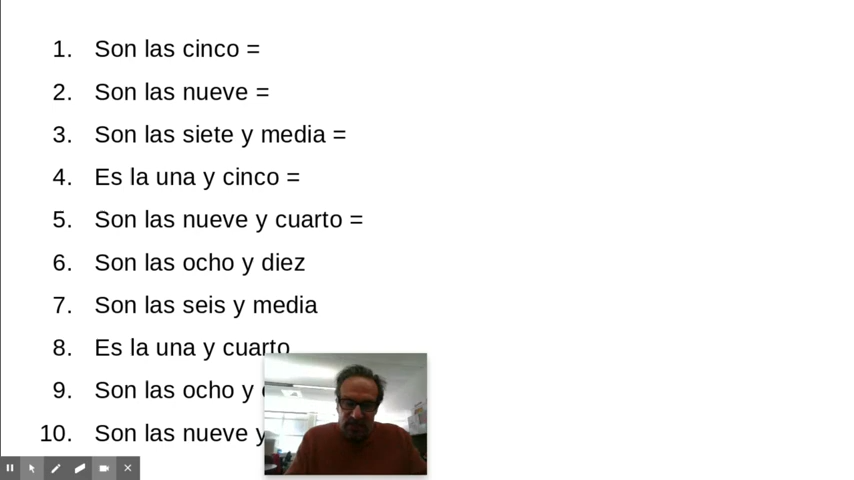 1. Son las cinco =
2. Son las nueve =
3. Son las siete y media =
4. Es la una y cinco =
5. Son las nueve y cuarto =
6. Son las ocho y diez
7. Son las seis y media
8. Es la una y cuarto
9. Son las ocho y
10. Son las nueve y